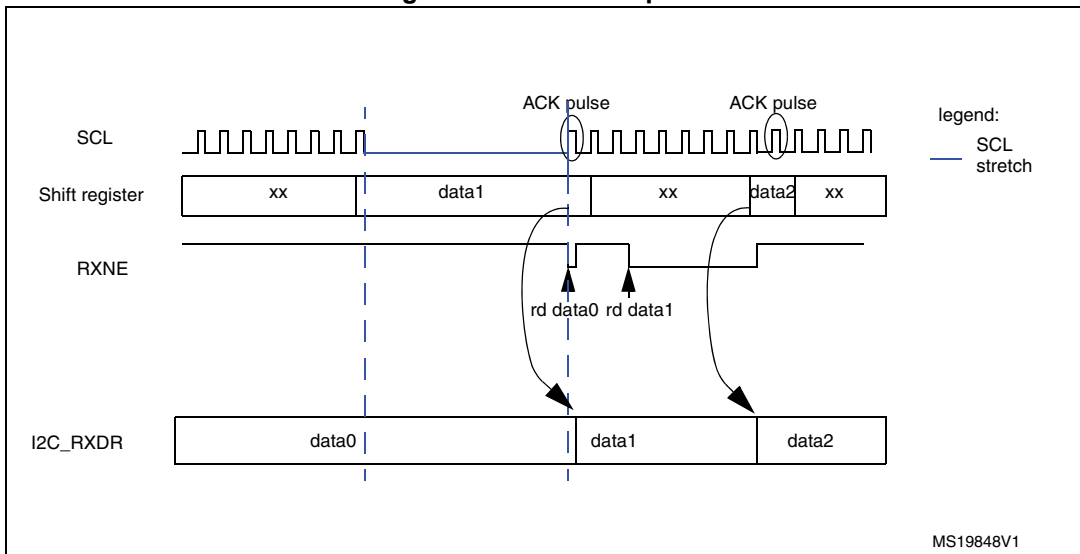 ACK pulse
ACK pulse
legend:
SCL
SCL
stretch
Shift register
xx
data1
xx
data2
xx
RXNE
rd data0
rd data1
I2C_RXDR
data0
data1
data2
MS19848V1